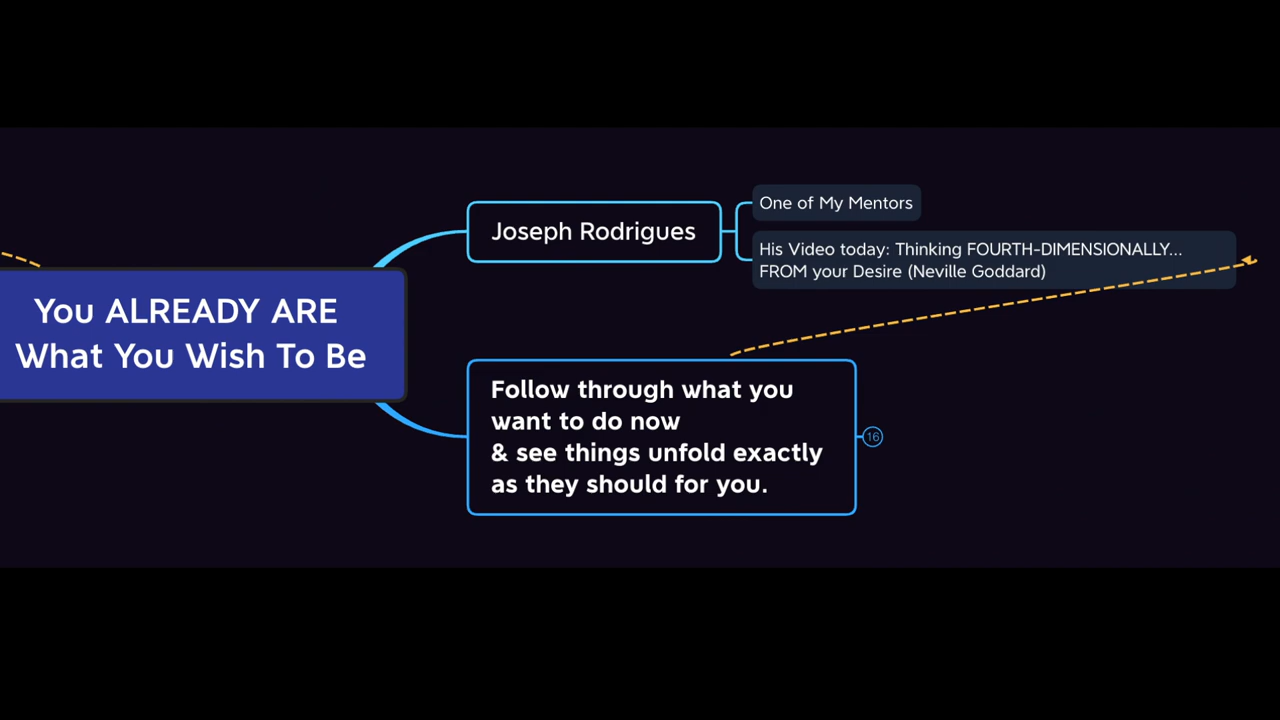 You ALREADY ARE
What You Wish To Be
Joseph Rodrigues
One of My Mentors
His Video today: Thinking FOURTH-DIMENSIONALLY...
FROM your Desire (Neville Goddard)
Follow through what you
want to do now
& see things unfold exactly
as they should for you.
16